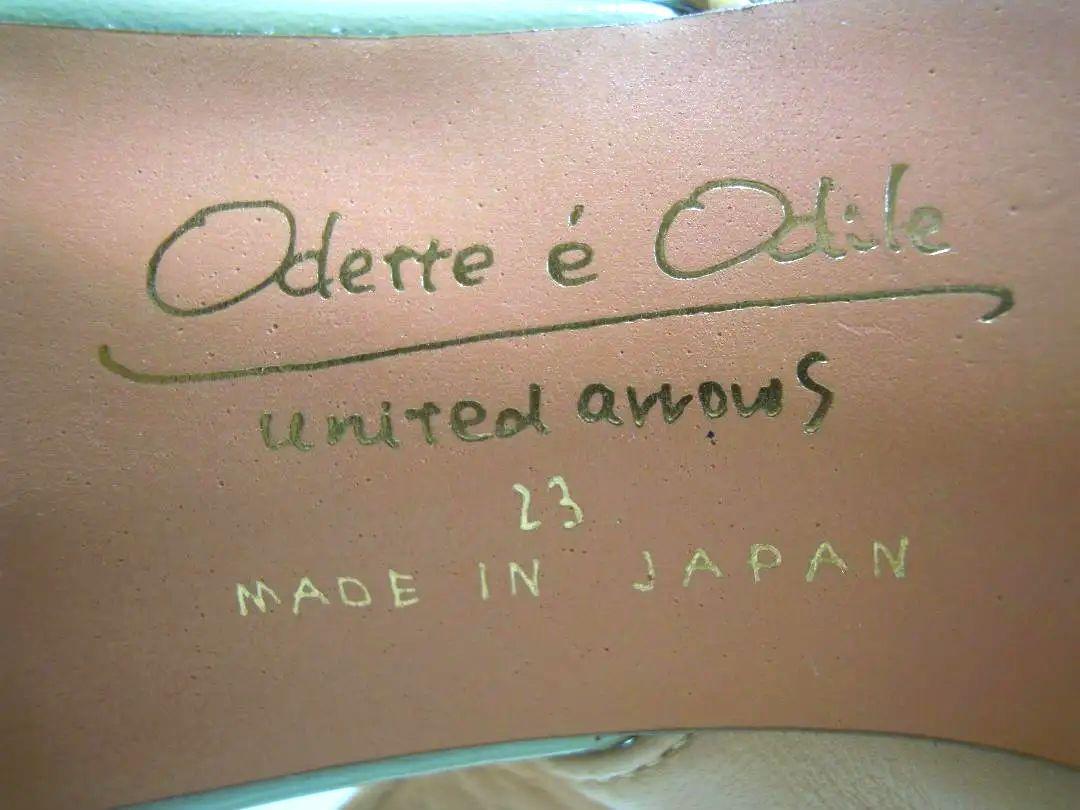 Odette é Odile
united arrows
23
MADE IN JAPAN